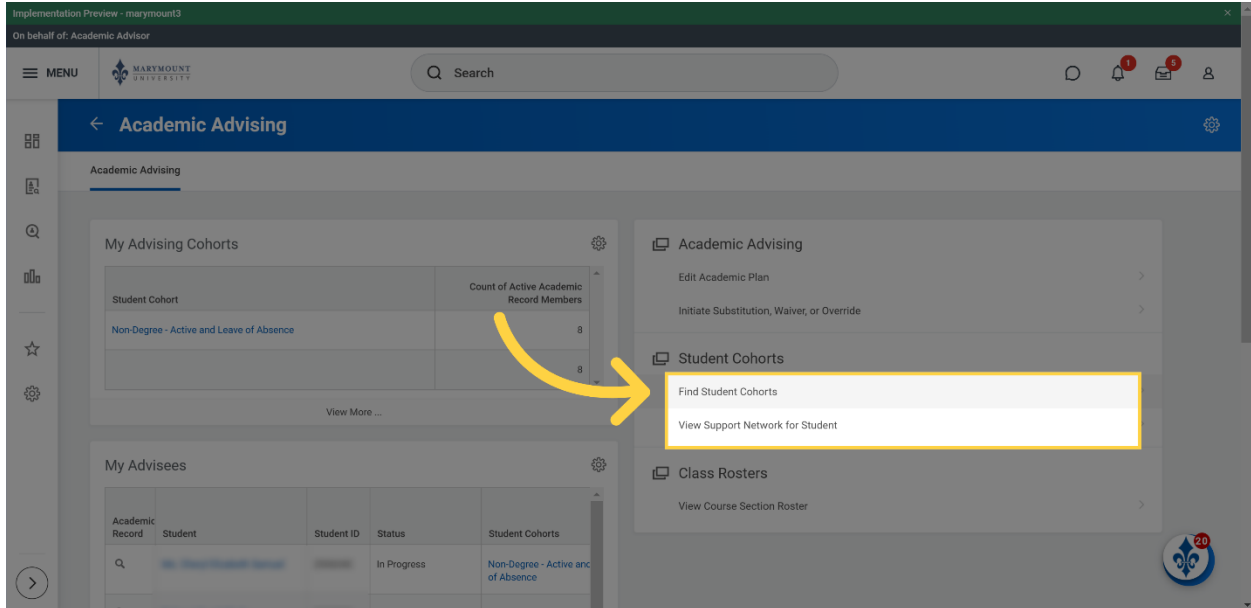 Implementation Preview - marymount3
On behalf of: Academic Advisor
MENU
MARYMOUNT
UNIVERSITY
Search
1
5
Academic Advising
Academic Advising
My Advising Cohorts
Student Cohort
Count of Active Academic
Record Members
Non-Degree - Active and Leave of Absence
8
8
View More ...
My Advisees
Academic
Record
Student
Student ID
Status
Student Cohorts
In Progress
Non-Degree - Active and
of Absence
Academic Advising
Edit Academic Plan
Initiate Substitution, Waiver, or Override
Student Cohorts
Find Student Cohorts
View Support Network for Student
Class Rosters
View Course Section Roster
20